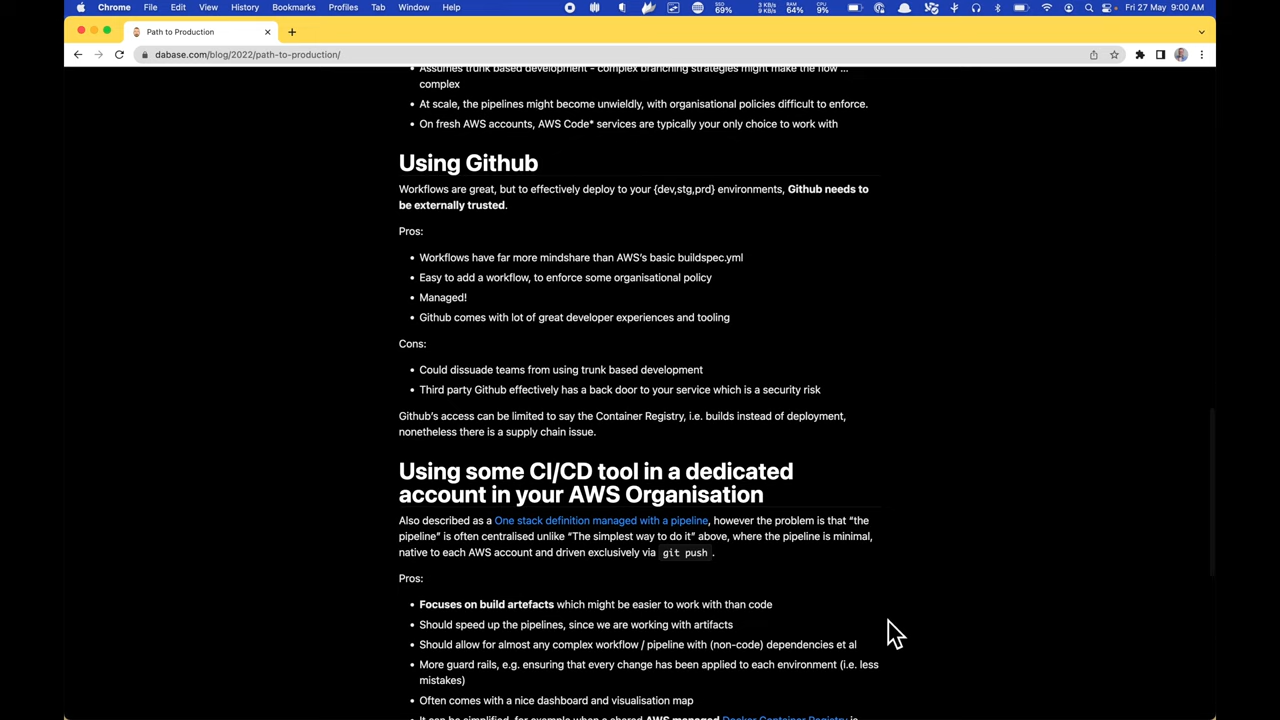 Chrome File Edit View History Bookmarks Profiles Tab Window Help
SSD 69% 3 KB/s 9 KB/s RAM 64% CPU 9% Fri 27 May 9:00 AM
Path to Production
dabase.com/blog/2022/path-to-production/
• Assumes trunk based development - complex branching strategies might make the flow ...
complex
• At scale, the pipelines might become unwieldly, with organisational policies difficult to enforce.
• On fresh AWS accounts, AWS Code* services are typically your only choice to work with
Using Github
Workflows are great, but to effectively deploy to your {dev,stg,prd} environments, Github needs to
be externally trusted.
Pros:
• Workflows have far more mindshare than AWS's basic buildspec.yml
• Easy to add a workflow, to enforce some organisational policy
• Managed!
• Github comes with lot of great developer experiences and tooling
Cons:
• Could dissuade teams from using trunk based development
• Third party Github effectively has a back door to your service which is a security risk
Github's access can be limited to say the Container Registry, i.e. builds instead of deployment,
nonetheless there is a supply chain issue.
Using some CI/CD tool in a dedicated
account in your AWS Organisation
Also described as a One stack definition managed with a pipeline, however the problem is that “the
pipeline” is often centralised unlike “The simplest way to do it” above, where the pipeline is minimal,
native to each AWS account and driven exclusively via git push.
Pros:
• Focuses on build artefacts which might be easier to work with than code
• Should speed up the pipelines, since we are working with artifacts
• Should allow for almost any complex workflow / pipeline with (non-code) dependencies et al
• More guard rails, e.g. ensuring that every change has been applied to each environment (i.e. less
mistakes)
• Often comes with a nice dashboard and visualisation map
• It can be simplified, for example when a shared AWS managed Docker Container Registry is